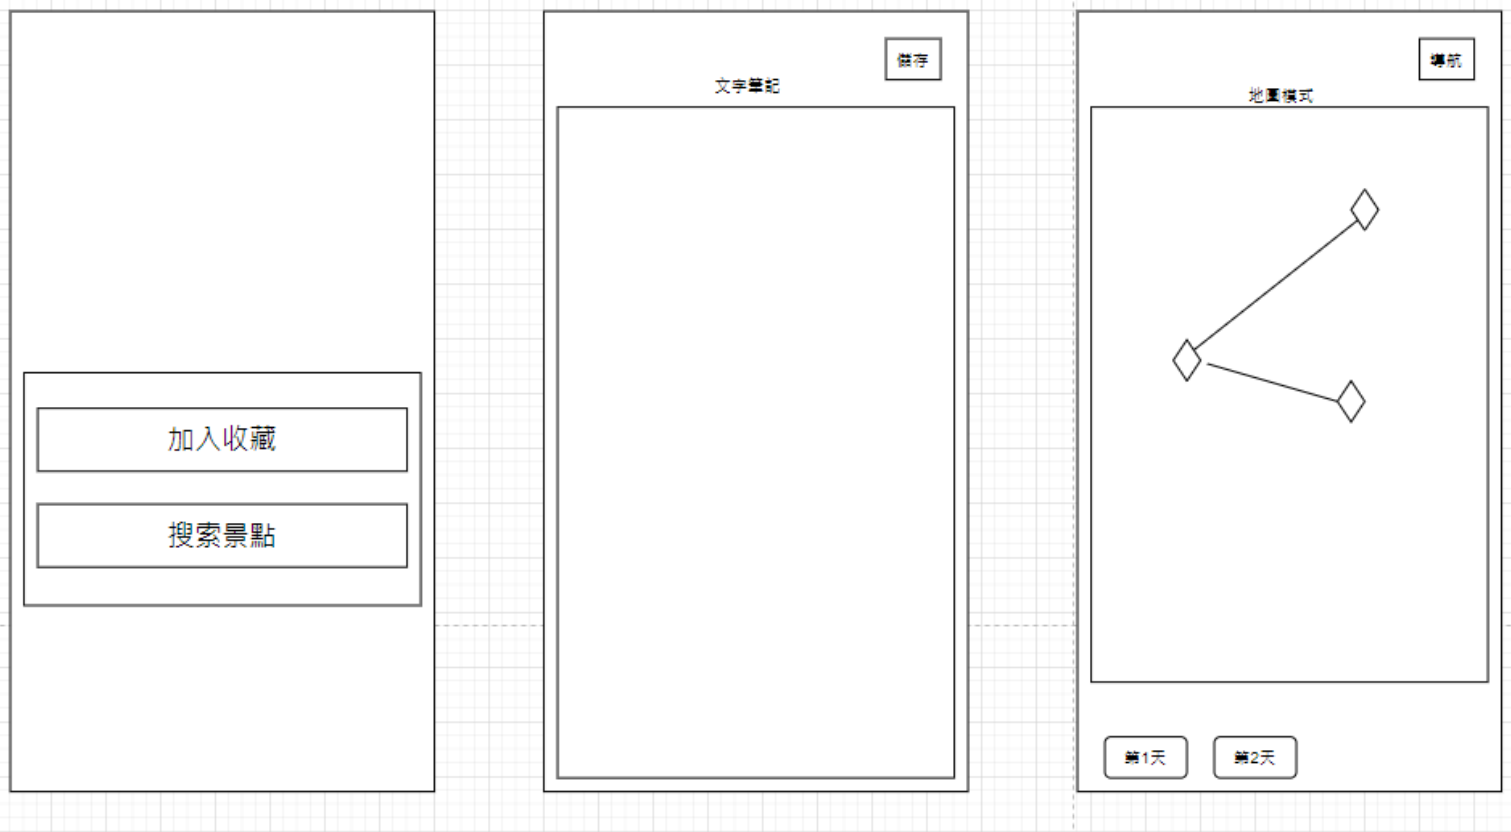 加入收藏
搜索景點
儲存
文字筆記
導航
地圖模式
第1天
第2天